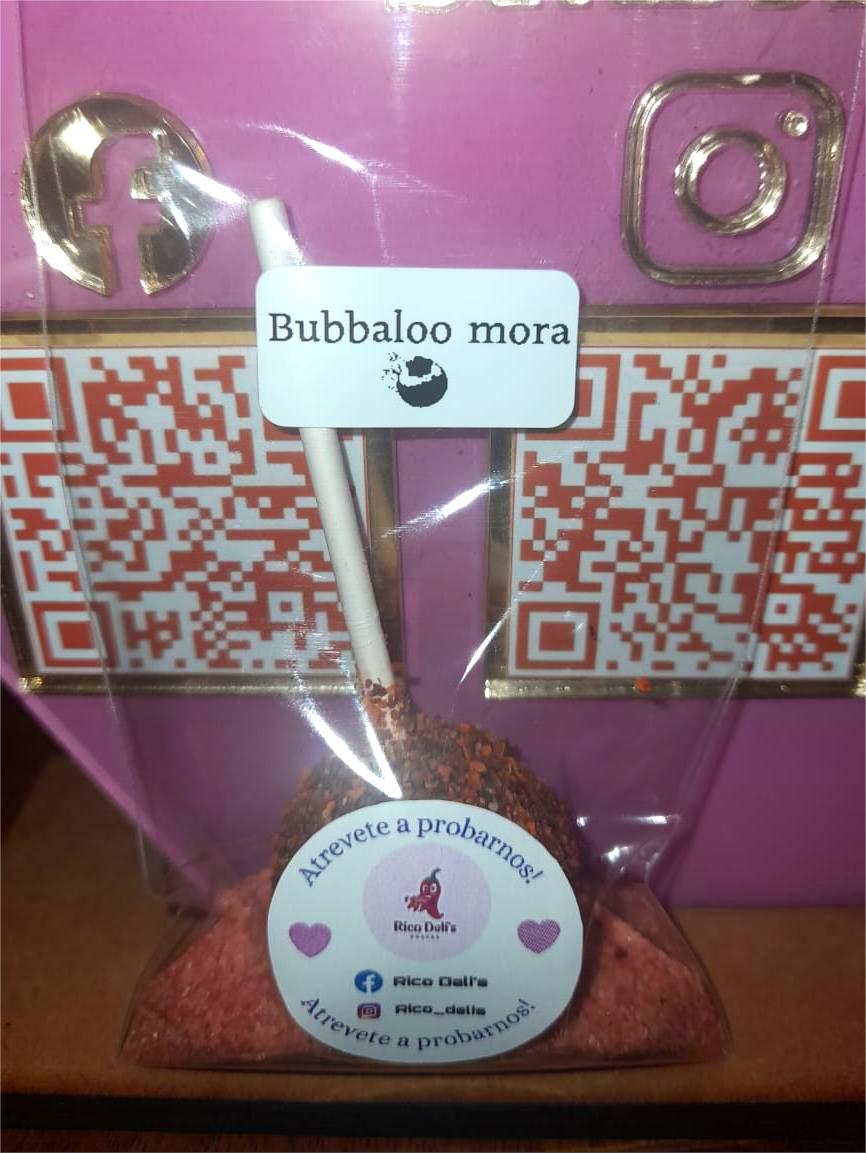 Bubbaloo mora
Atrevete a probarnos!
Rico Deli's
Rico Deli's
Rico_delis
Atrevete a probarnos!